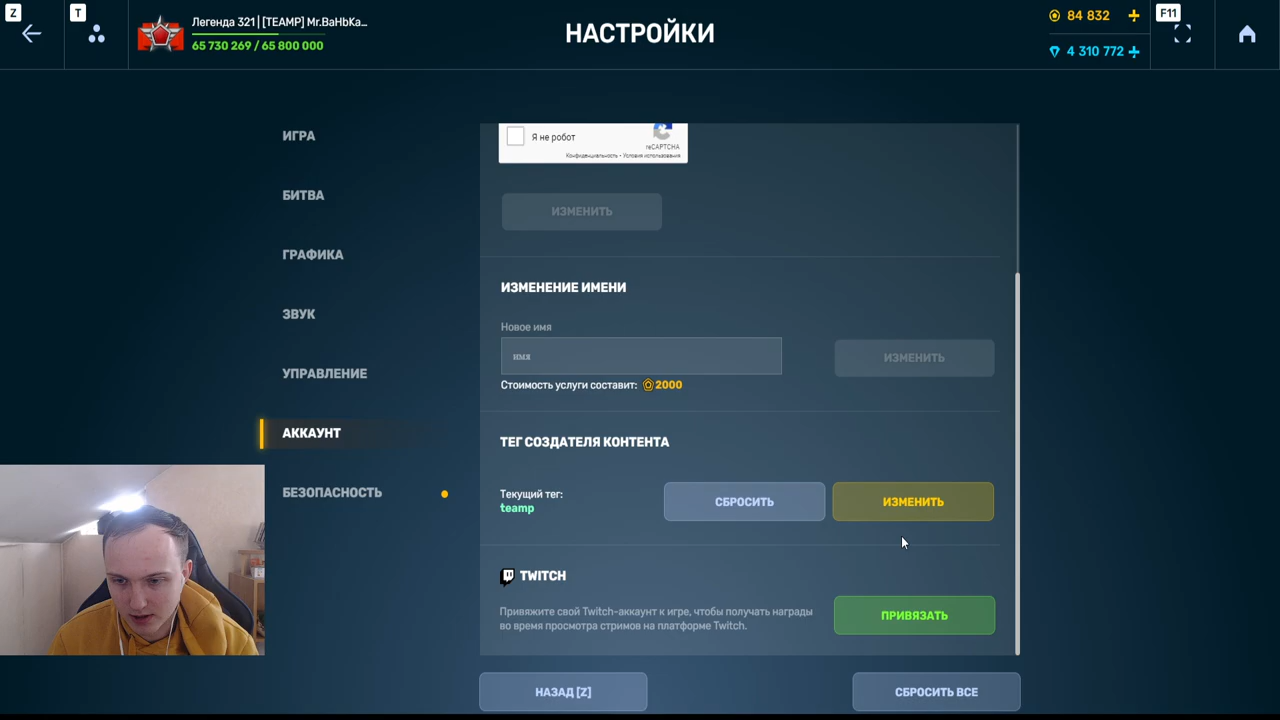 Z
T
Легенда 321 | [TEAMP] Mr.BaHbKa...
65 730 269 / 65 800 000
НАСТРОЙКИ
84 832
4 310 772
F11
ИГРА
БИТВА
ГРАФИКА
ЗВУК
УПРАВЛЕНИЕ
АККАУНТ
БЕЗОПАСНОСТЬ
Я не робот
reCAPTCHA
Конфиденциальность - Условия использования
ИЗМЕНИТЬ
ИЗМЕНЕНИЕ ИМЕНИ
Новое имя
имя
ИЗМЕНИТЬ
Стоимость услуги составит: 2000
ТЕГ СОЗДАТЕЛЯ КОНТЕНТА
Текущий тег:
teamp
СБРОСИТЬ
ИЗМЕНИТЬ
TWITCH
Привяжите свой Twitch-аккаунт к игре, чтобы получать награды
во время просмотра стримов на платформе Twitch.
ПРИВЯЗАТЬ
НАЗАД [Z]
СБРОСИТЬ ВСЕ